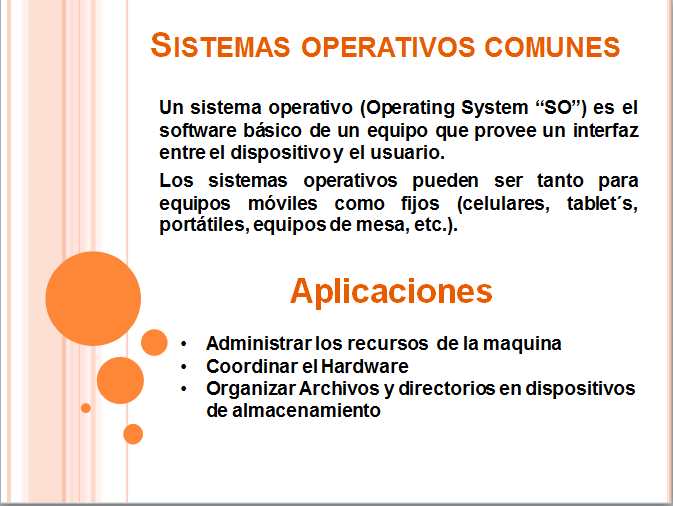 SISTEMAS OPERATIVOS COMUNES
Un sistema operativo (Operating System “SO”) es el
software básico de un equipo que provee un interfaz
entre el dispositivo y el usuario.
Los sistemas operativos pueden ser tanto para
equipos móviles como fijos (celulares, tablet´s,
portátiles, equipos de mesa, etc.).
Aplicaciones
• Administrar los recursos de la maquina
• Coordinar el Hardware
• Organizar Archivos y directorios en dispositivos
de almacenamiento